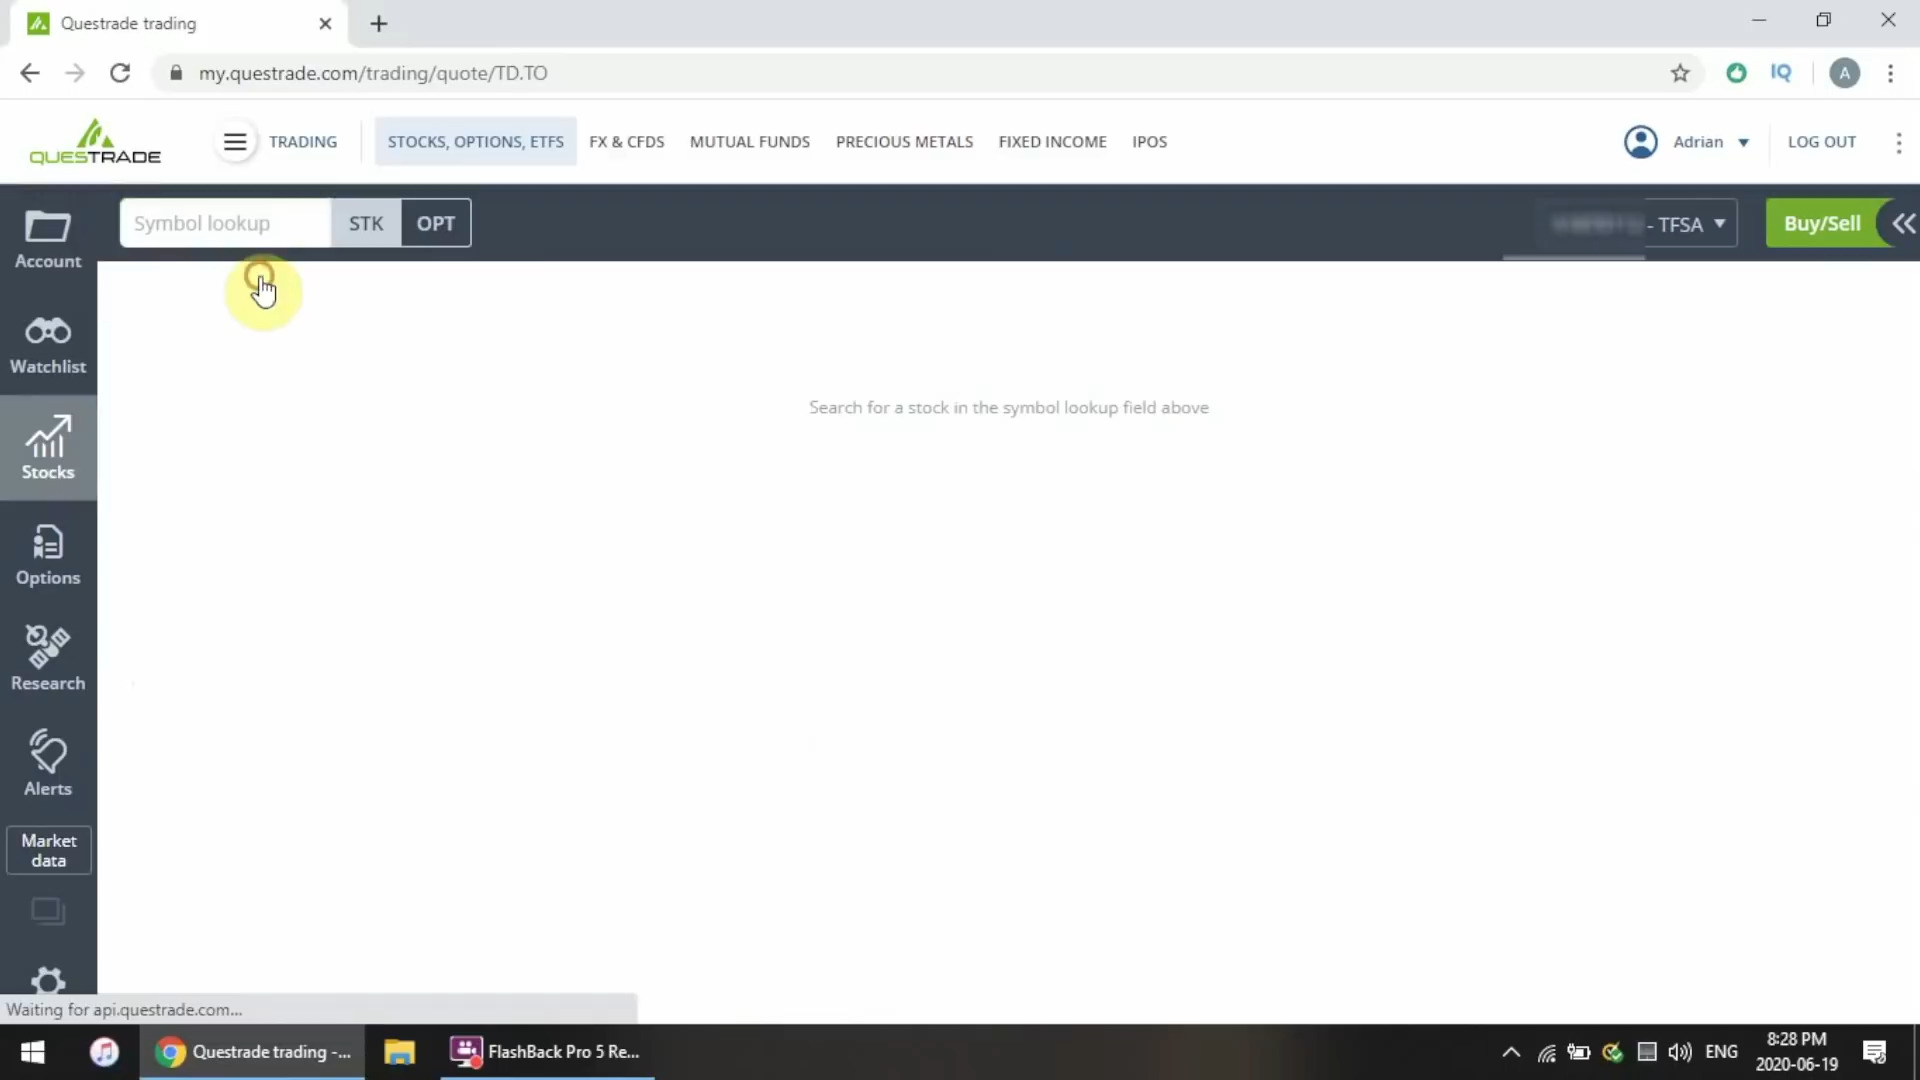 Questrade trading
my.questrade.com/trading/quote/TD.TO
IQ
A
QUESTRADE
TRADING
STOCKS, OPTIONS, ETFS
FX & CFDS
MUTUAL FUNDS
PRECIOUS METALS
FIXED INCOME
IPOS
Adrian
LOG OUT
Symbol lookup
STK
OPT
- TFSA
Buy/Sell
Account
Watchlist
Stocks
Options
Research
Alerts
Market
data
Search for a stock in the symbol lookup field above
Waiting for api.questrade.com...
Questrade trading -...
FlashBack Pro 5 Re...
ENG
8:28 PM
2020-06-19